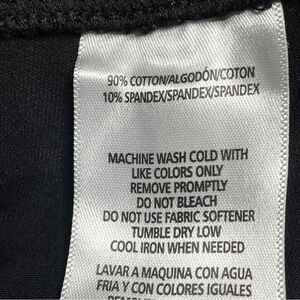 90% COTTON/ALGODÓN/COTON
10% SPANDEX/SPANDEX/SPANDEX
MACHINE WASH COLD WITH
LIKE COLORS ONLY
REMOVE PROMPTLY
DO NOT BLEACH
DO NOT USE FABRIC SOFTENER
TUMBLE DRY LOW
COOL IRON WHEN NEEDED
LAVAR A MAQUINA CON AGUA
FRIA Y CON COLORES IGUALES